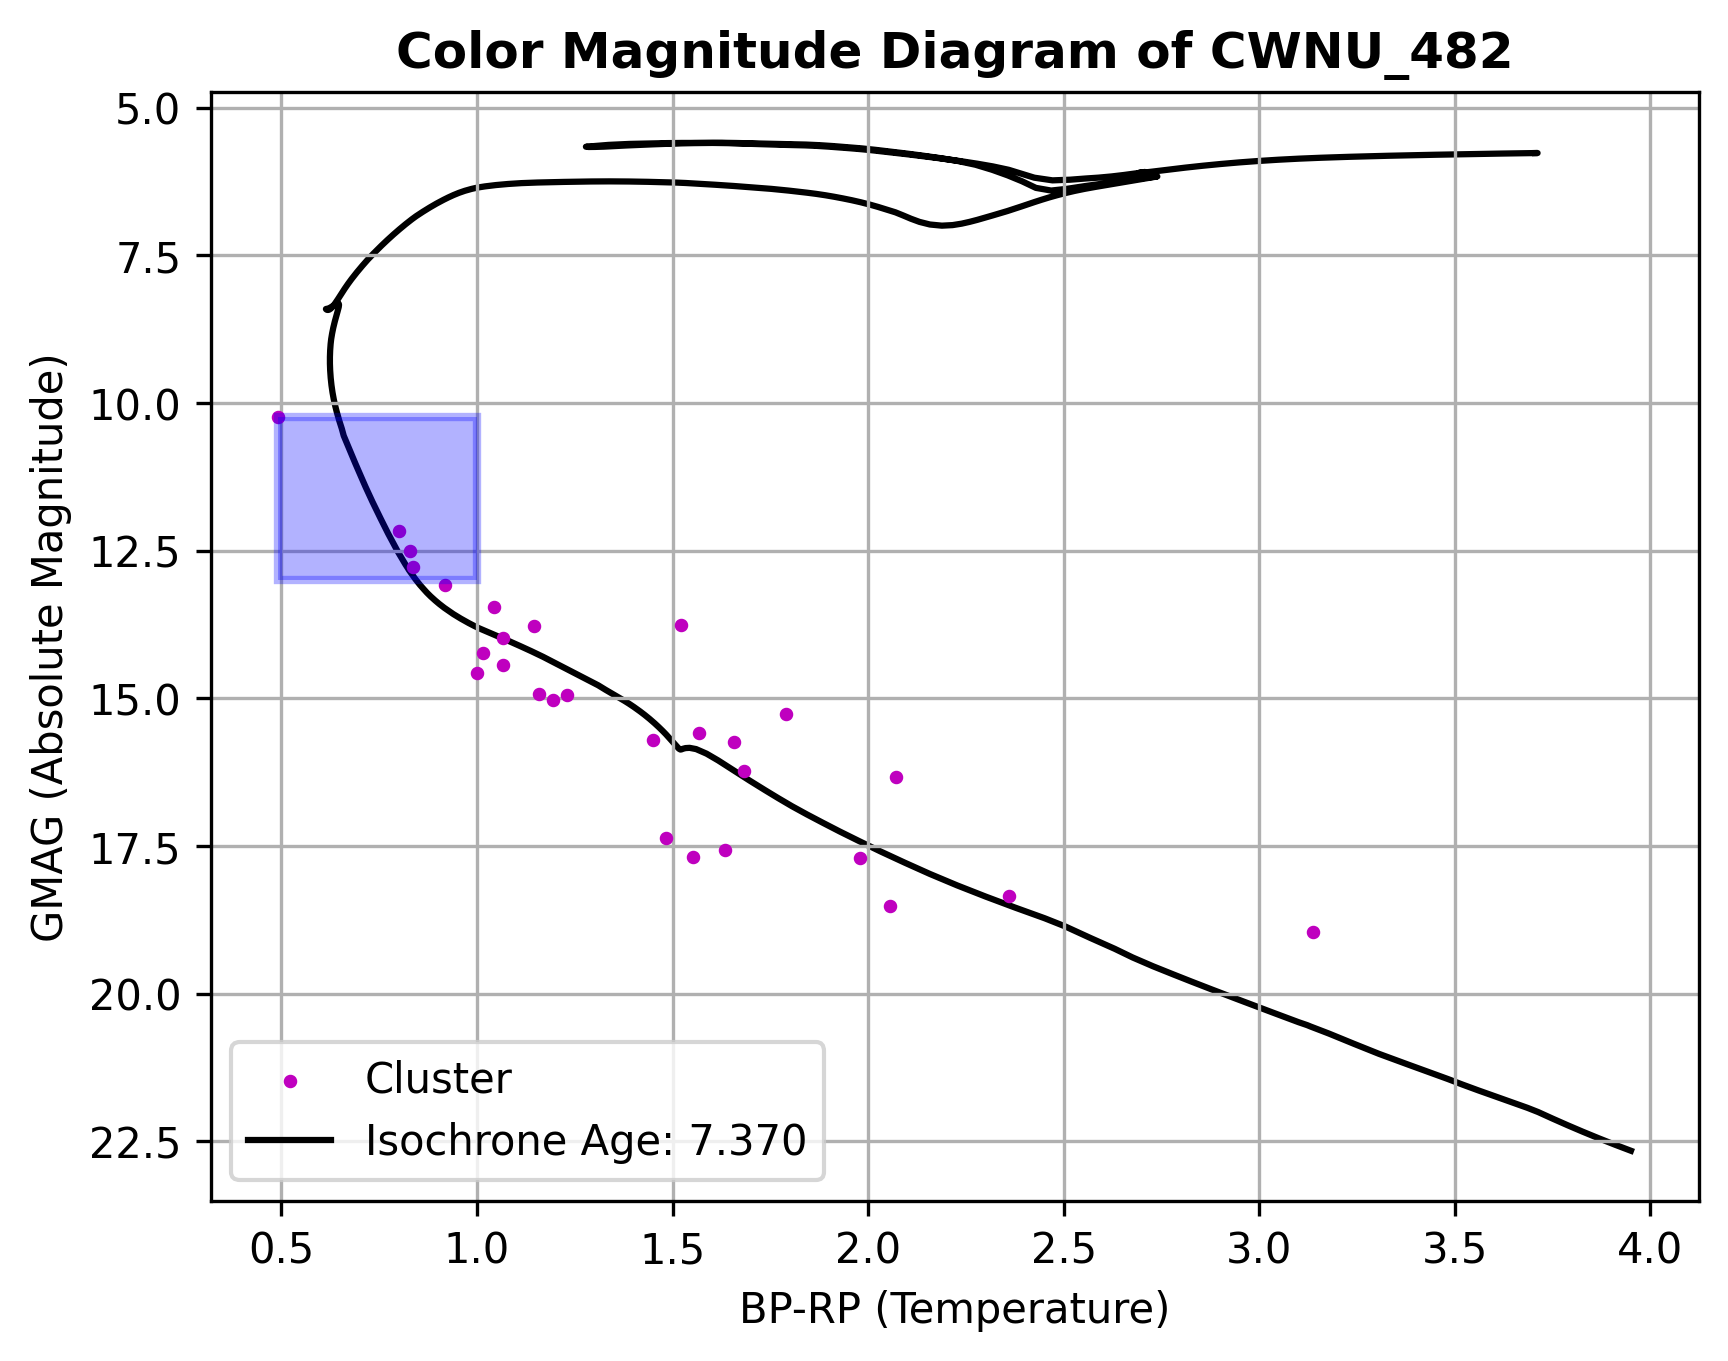 Color Magnitude Diagram of CWNU_482
GMAG (Absolute Magnitude)
5.0
7.5
10.0
12.5
15.0
17.5
20.0
22.5
Cluster
Isochrone Age: 7.370
0.5 1.0 1.5 2.0 2.5 3.0 3.5 4.0
BP-RP (Temperature)